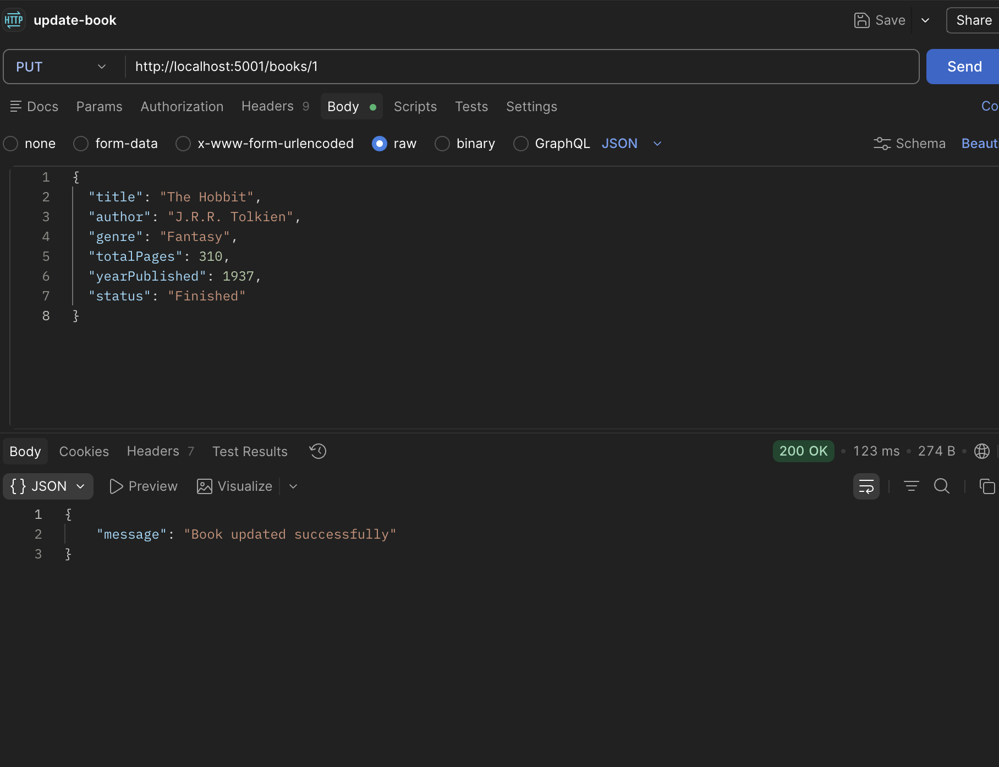 HTTP update-book Save Share
PUT http://localhost:5001/books/1 Send
Docs Params Authorization Headers 9 Body Scripts Tests Settings Co
none form-data x-www-form-urlencoded raw binary GraphQL JSON Schema Beauti
1 {
2 "title": "The Hobbit",
3 "author": "J.R.R. Tolkien",
4 "genre": "Fantasy",
5 "totalPages": 310,
6 "yearPublished": 1937,
7 "status": "Finished"
8 }
Body Cookies Headers 7 Test Results 200 OK • 123 ms • 274 B •
{} JSON Preview Visualize
1 {
2 "message": "Book updated successfully"
3 }